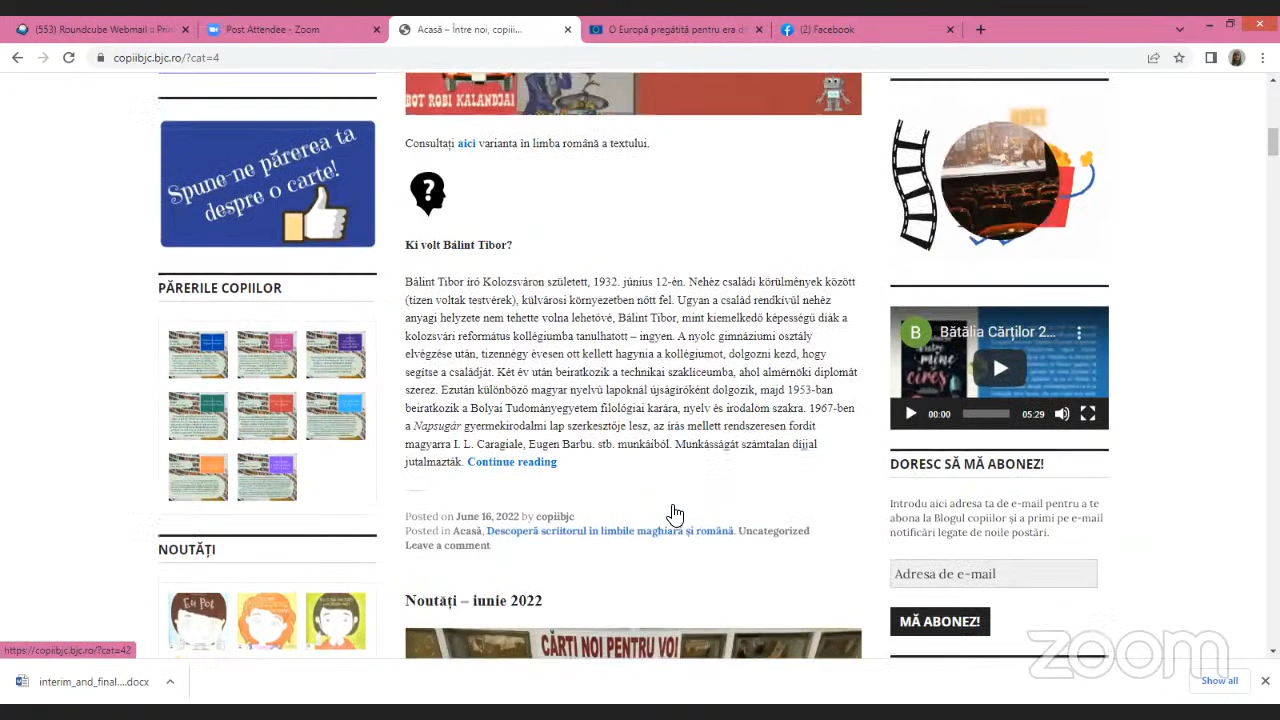 (553) Roundcube Webmail :: Prim
Post Attendee - Zoom
Acasă – Între noi, copiii...
O Europă pregătită pentru era di
(2) Facebook
copiibjc.bjc.ro/?cat=4
Spune-ne părerea ta
despre o carte!
PĂRERILE COPIILOR
NOUTĂȚI
Eu Pot
BOT ROBI KALANDJAI
Consultați aici varianta în limba română a textului.
Ki volt Bálint Tibor?
Bálint Tibor író Kolozsváron született, 1932. június 12-én. Nehéz családi körülmények között
(tízen voltak testvérek), külvárosi környezetben nőtt fel. Ugyan a család rendkívül nehéz
anyagi helyzete nem tehette volna lehetővé, Bálint Tibor, mint kiemelkedő képességű diák a
kolozsvári református kollégiumba tanulhatott – ingyen. A nyolc gimnáziumi osztály
elvégzése után, tizennégy évesen ott kellett hagynia a kollégiumot, dolgozni kezd, hogy
segítse a családját. Két év után beiratkozik a technikai szakliceumba, ahol almérnöki diplomát
szerez. Ezután különböző magyar nyelvű lapoknál újságíróként dolgozik, majd 1953-ban
beiratkozik a Bolyai Tudományegyetem filológiai karára, nyelv és irodalom szakra. 1967-ben
a Napsugár gyermekirodalmi lap szerkesztője lesz, az írás mellett rendszeresen fordít
magyarra I. L. Caragiale, Eugen Barbu. stb. munkáiból. Munkásságát számtalan díjjal
jutalmazták. Continue reading
Posted on June 16, 2022 by copiibjc
Posted in Acasă, Descoperă scriitorul în limbile maghiară și română, Uncategorized
Leave a comment
Noutăți – iunie 2022
CĂRTI NOI PENTRU VOI
B Bătălia Cărților 2...
00:00 05:29
DORESC SĂ MĂ ABONEZ!
Introdu aici adresa ta de e-mail pentru a te
abona la Blogul copiilor și a primi pe e-mail
notificări legate de noile postări.
Adresa de e-mail
MĂ ABONEZ!
https://copiibjc.bjc.ro/?cat=42
zoom
interim_and_final....docx
Show all